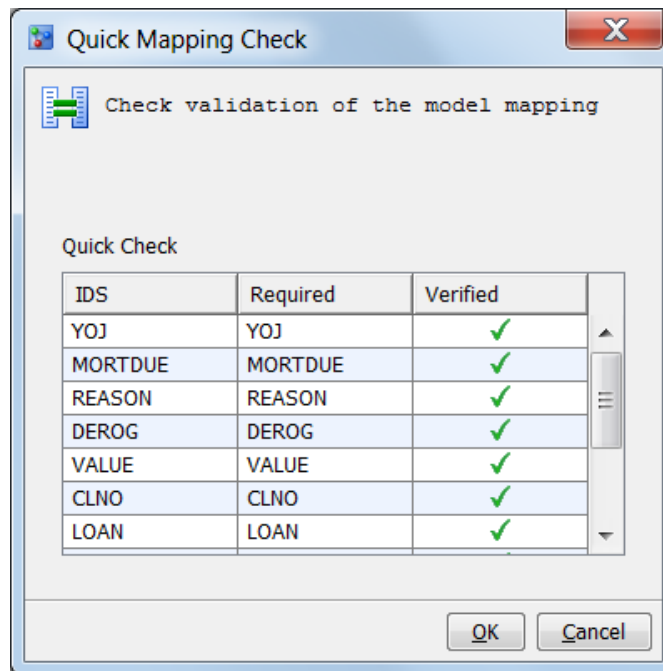 Quick Mapping Check
Check validation of the model mapping
Quick Check
IDS Required Verified
YOJ YOJ
MORTDUE MORTDUE
REASON REASON
DEROG DEROG
VALUE VALUE
CLNO CLNO
LOAN LOAN
OK Cancel